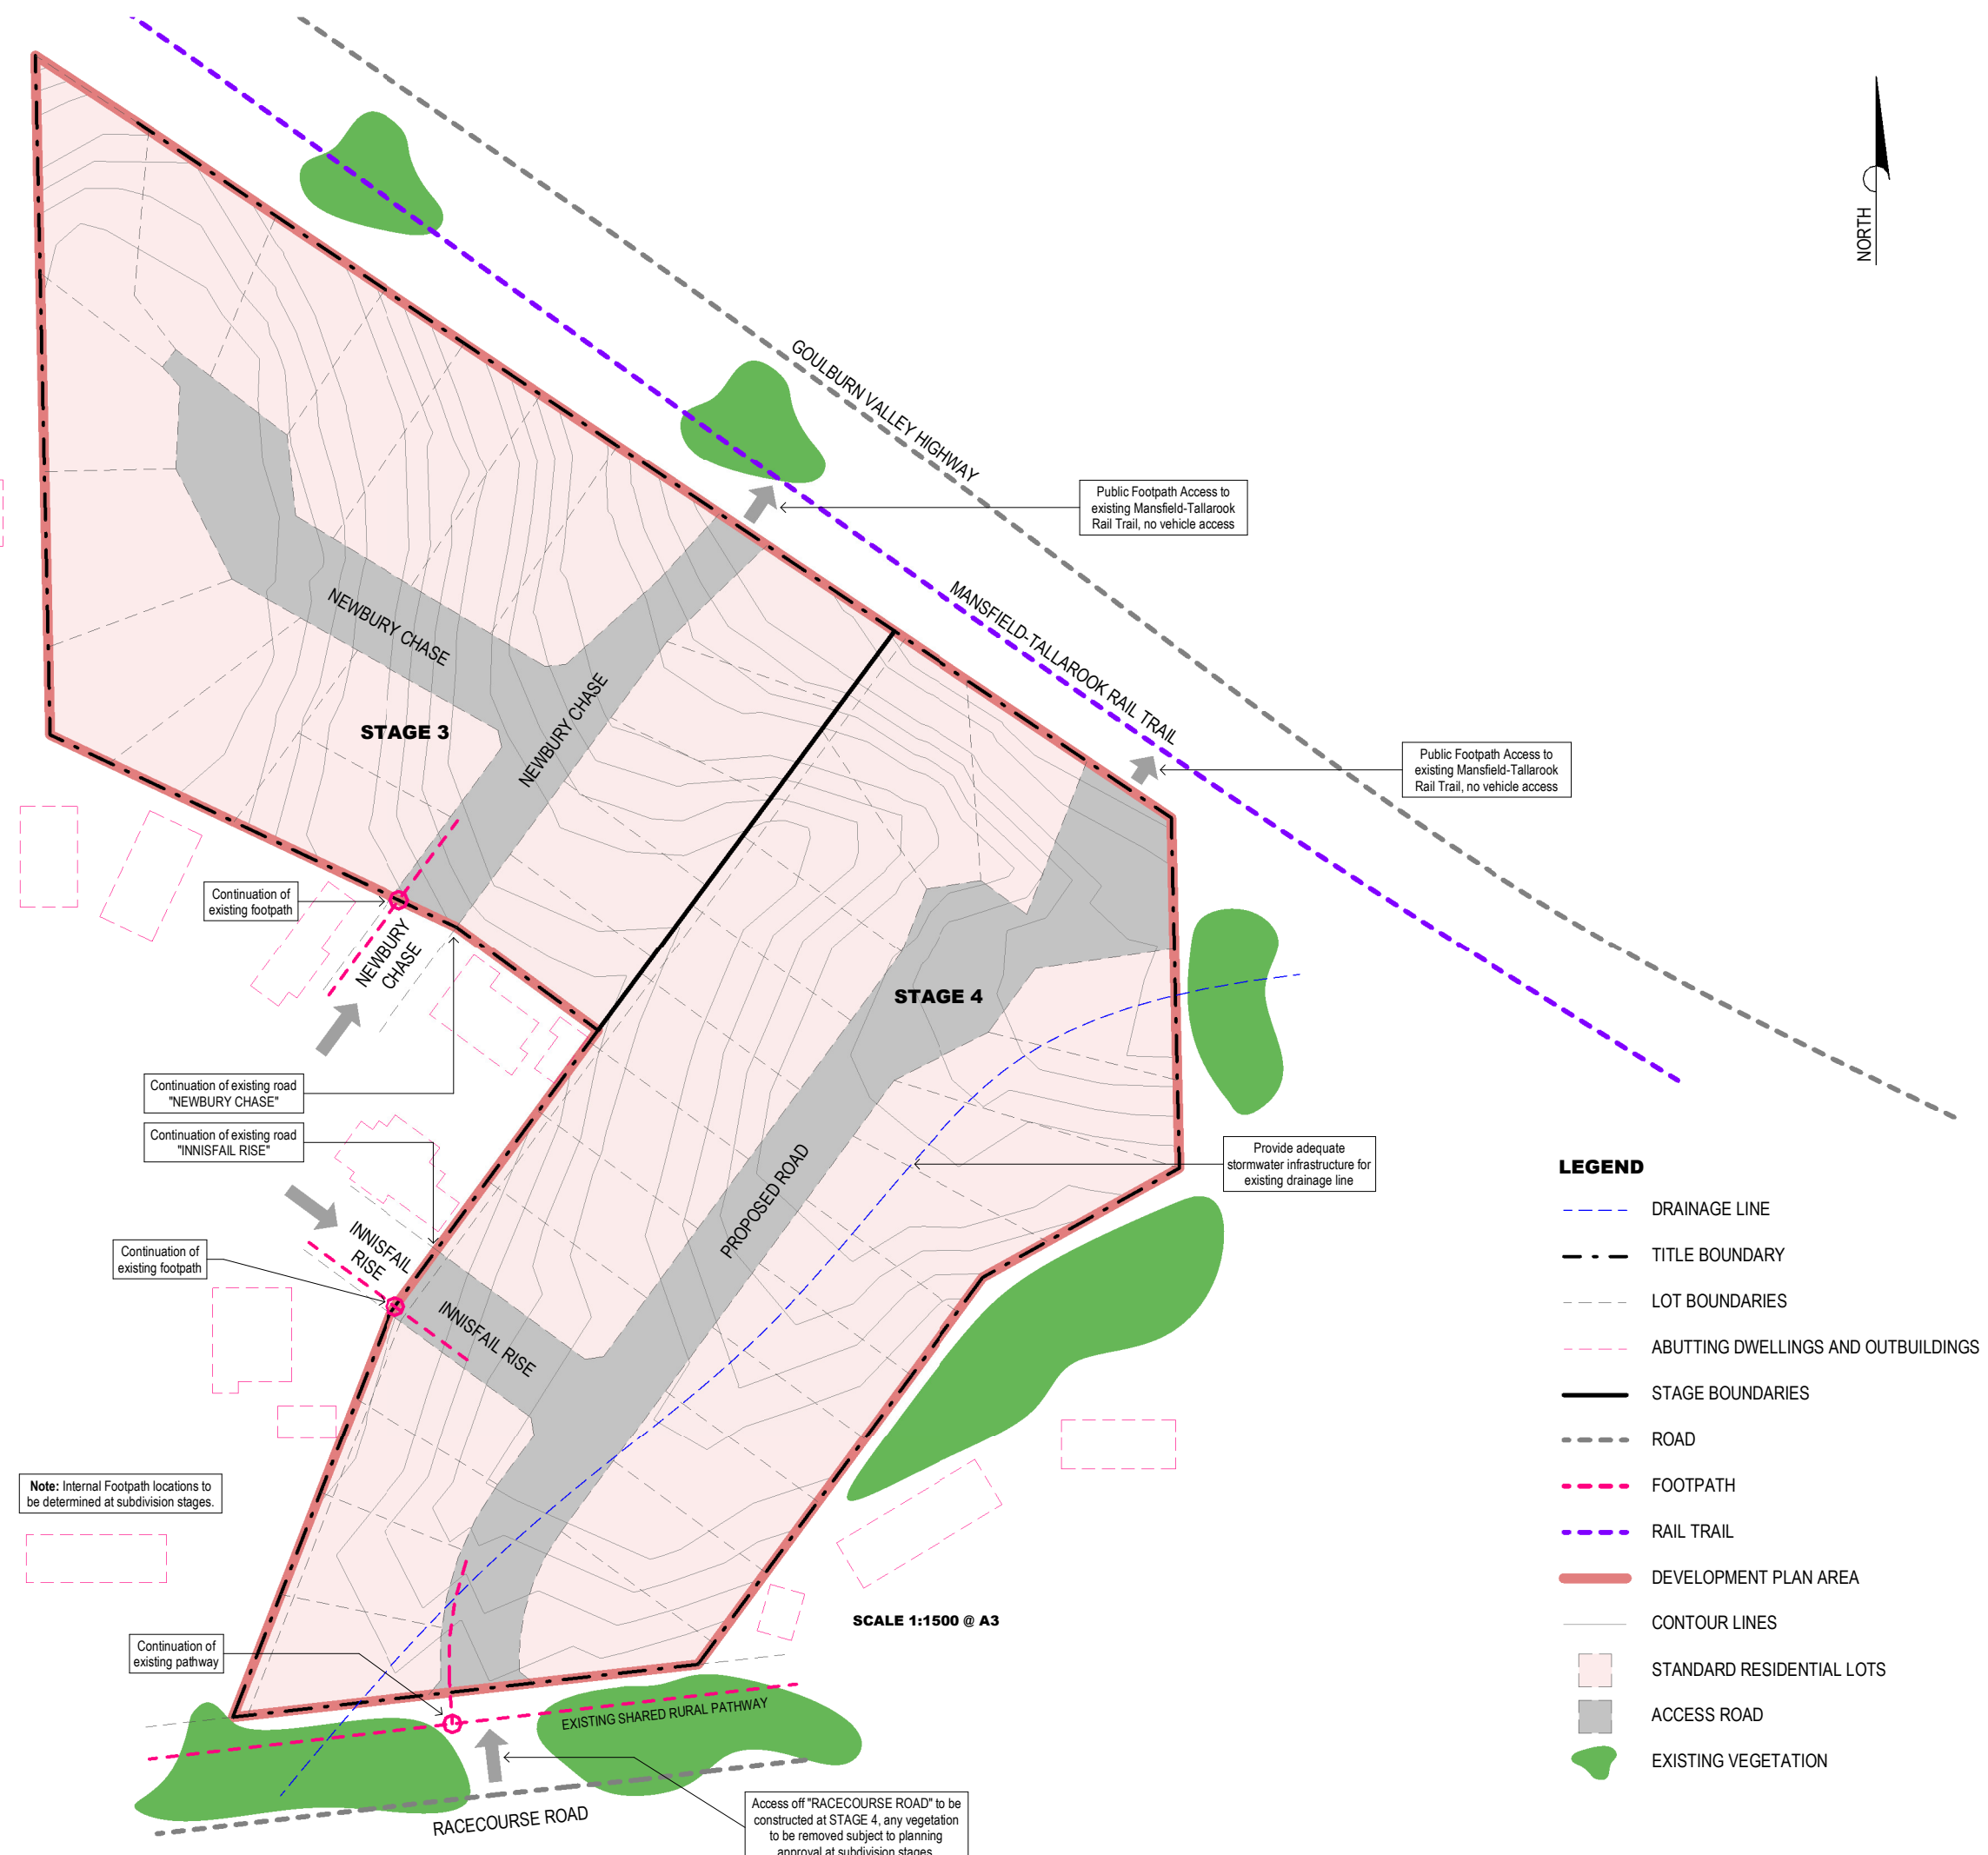 NORTH
GOULBURN VALLEY HIGHWAY
Public Footpath Access to
existing Mansfield-Tallarook
Rail Trail, no vehicle access
MANSFIELD-TALLAROOK RAIL TRAIL
NEWBURY CHASE
STAGE 3
NEWBURY CHASE
Public Footpath Access to
existing Mansfield-Tallarook
Rail Trail, no vehicle access
Continuation of
existing footpath
NEWBURY
CHASE
STAGE 4
Continuation of existing road
"NEWBURY CHASE"
Continuation of existing road
"INNISFAIL RISE"
Provide adequate
stormwater infrastructure for
existing drainage line
PROPOSED ROAD
INNISFAIL
RISE
Continuation of
existing footpath
INNISFAIL RISE
Note: Internal Footpath locations to
be determined at subdivision stages.
SCALE 1:1500 @ A3
Continuation of
existing pathway
EXISTING SHARED RURAL PATHWAY
RACECOURSE ROAD
Access off "RACECOURSE ROAD" to be
constructed at STAGE 4, any vegetation
to be removed subject to planning
approval at subdivision stages
LEGEND
DRAINAGE LINE
TITLE BOUNDARY
LOT BOUNDARIES
ABUTTING DWELLINGS AND OUTBUILDINGS
STAGE BOUNDARIES
ROAD
FOOTPATH
RAIL TRAIL
DEVELOPMENT PLAN AREA
CONTOUR LINES
STANDARD RESIDENTIAL LOTS
ACCESS ROAD
EXISTING VEGETATION